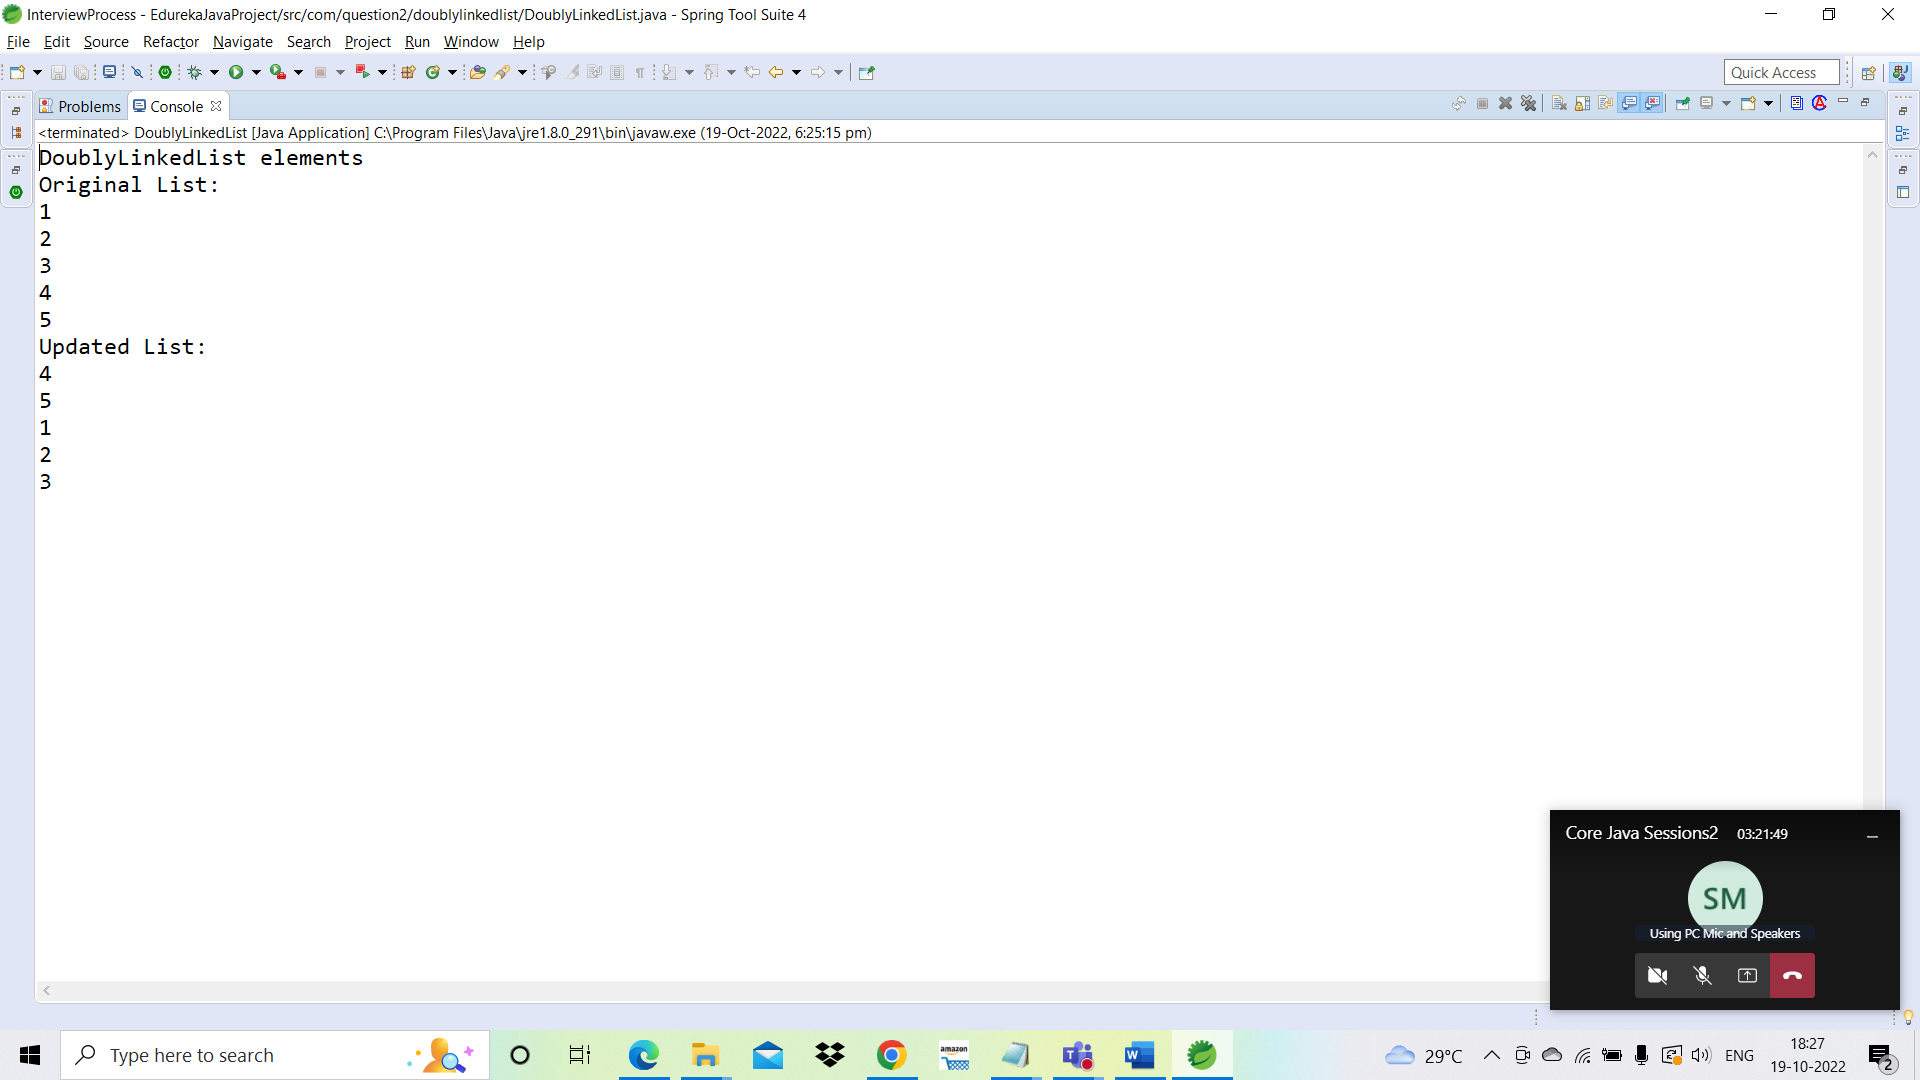 InterviewProcess - EdurekaJavaProject/src/com/question2/doublylinkedlist/DoublyLinkedList.java - Spring Tool Suite 4
File Edit Source Refactor Navigate Search Project Run Window Help
Quick Access
Problems Console
<terminated> DoublyLinkedList [Java Application] C:\Program Files\Java\jre1.8.0_291\bin\javaw.exe (19-Oct-2022, 6:25:15 pm)
DoublyLinkedList elements
Original List:
1
2
3
4
5
Updated List:
4
5
1
2
3
Core Java Sessions2 03:21:49
SM
Using PC Mic and Speakers
Type here to search
amazon
29°C
ENG
18:27
19-10-2022
2